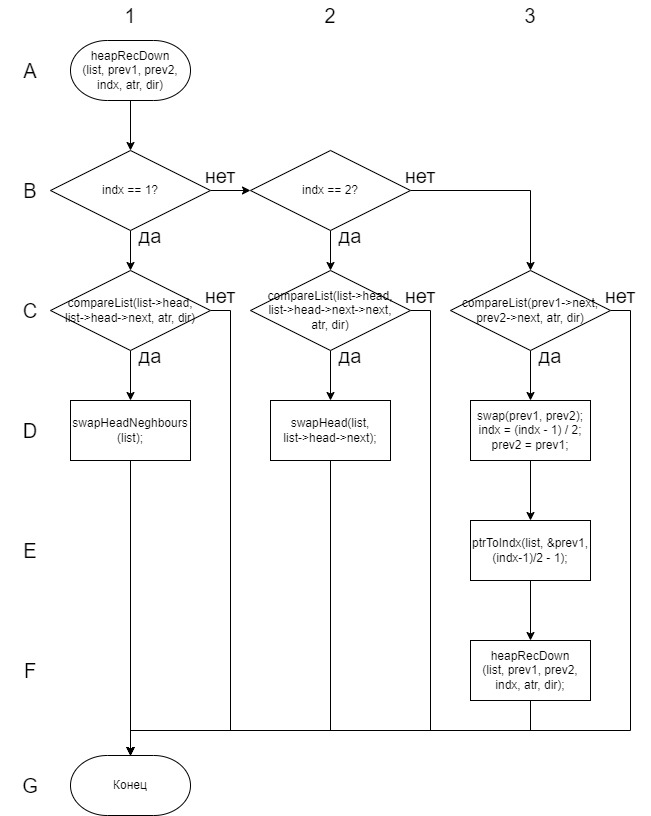 1 2 3
A
heapRecDown
(list, prev1, prev2,
indx, atr, dir)
B
indx == 1?
нет
indx == 2?
нет
да
да
C
compareList(list->head,
list->head->next, atr, dir)
нет
compareList(list->head,
list->head->next->next,
atr, dir)
нет
compareList(prev1->next,
prev2->next, atr, dir)
нет
да
да
да
D
swapHeadNeghbours
(list);
swapHead(list,
list->head->next);
swap(prev1, prev2);
indx = (indx - 1) / 2;
prev2 = prev1;
E
ptrToIndx(list, &prev1,
(indx-1)/2 - 1);
F
heapRecDown
(list, prev1, prev2,
indx, atr, dir);
G
Конец